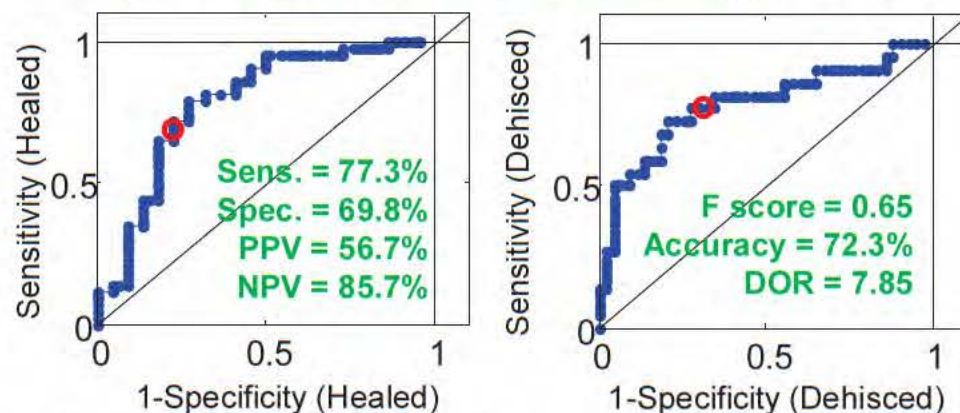 Sensitivity (Healed)
1
0.5
0
Sens. = 77.3%
Spec. = 69.8%
PPV = 56.7%
NPV = 85.7%
0
0.5
1
1-Specificity (Healed)
Sensitivity (Dehisced)
1
0.5
0
F score = 0.65
Accuracy = 72.3%
DOR = 7.85
0
0.5
1
1-Specificity (Dehisced)